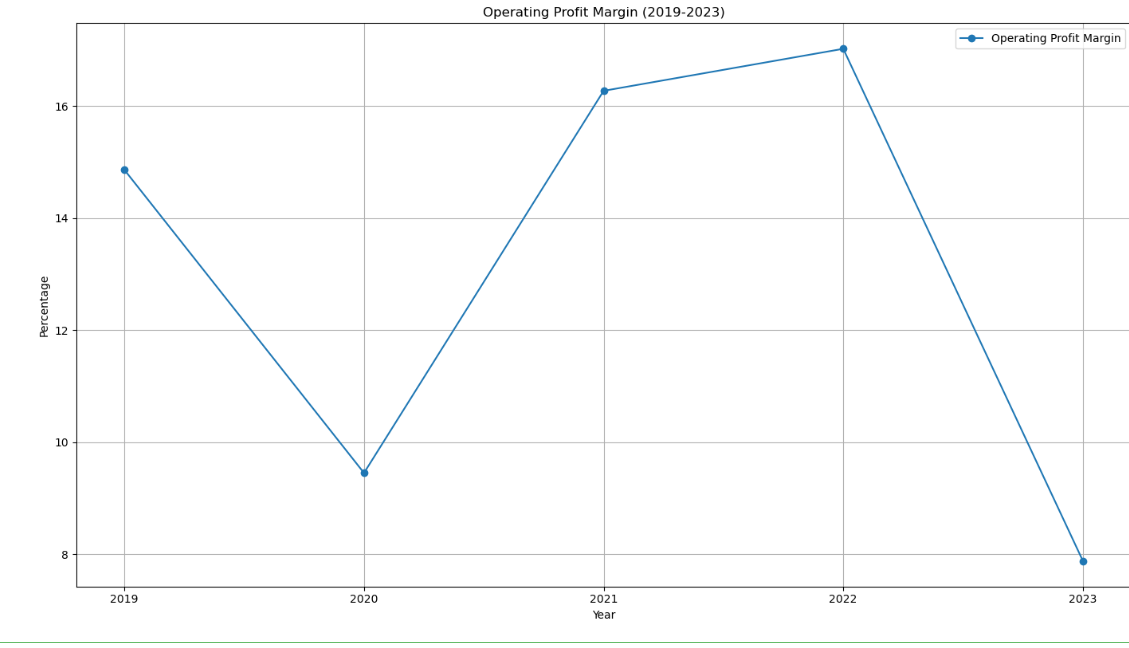 Operating Profit Margin (2019-2023)
Operating Profit Margin
16
14
12
10
8
Percentage
2019 2020 2021 2022 2023
Year